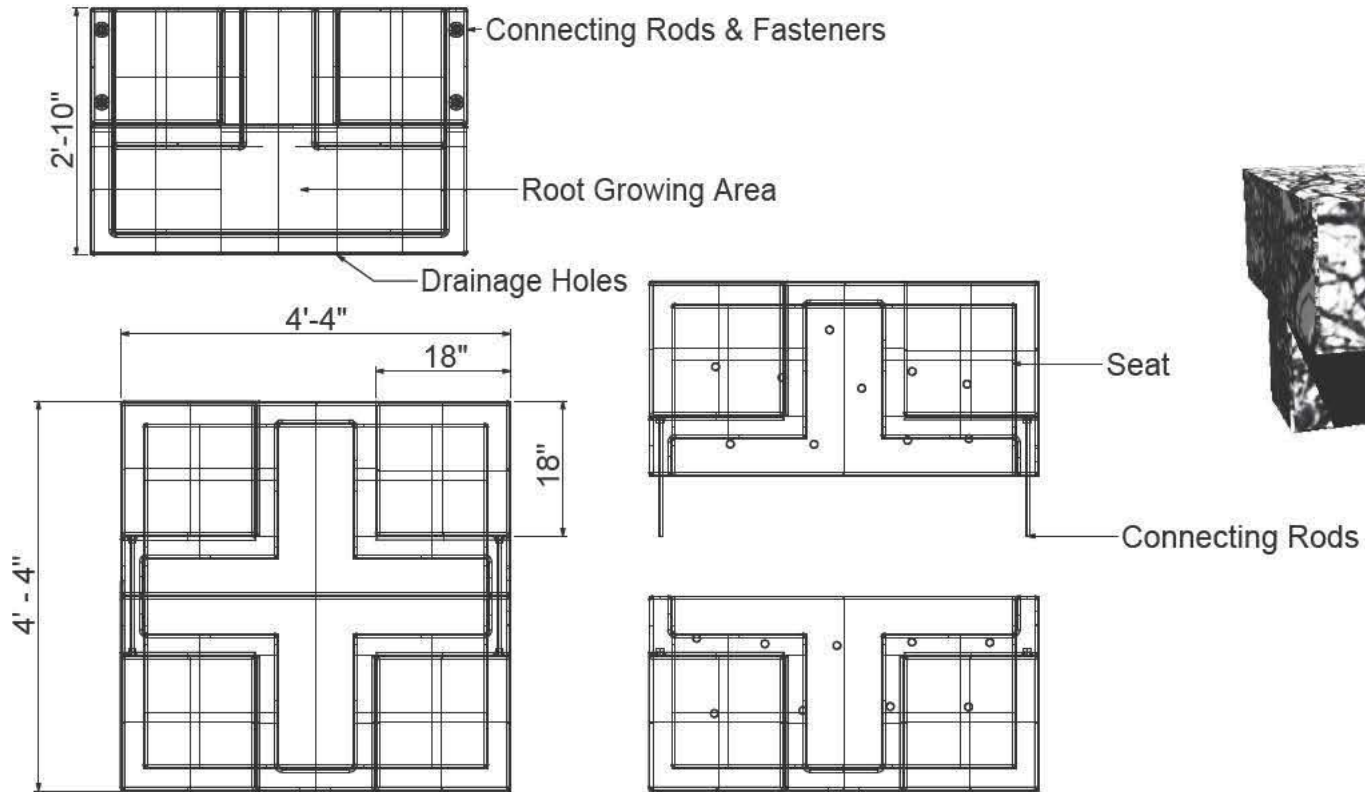 Connecting Rods & Fasteners
2'-10"
Root Growing Area
Drainage Holes
4'-4"
18"
Seat
18"
Connecting Rods
4' - 4"